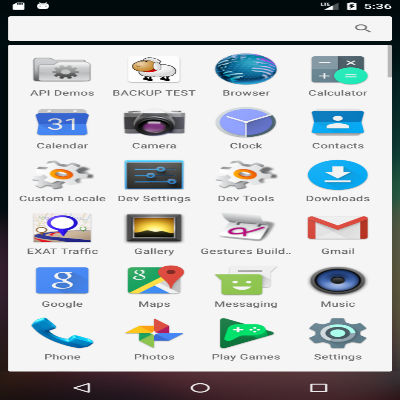 5:36
API Demos BACKUP TEST Browser Calculator
31
Calendar Camera Clock Contacts
Custom Locale Dev Settings Dev Tools Downloads
EXAT Traffic Gallery Gestures Build.. Gmail
g
Google Maps Messaging Music
Phone Photos Play Games Settings